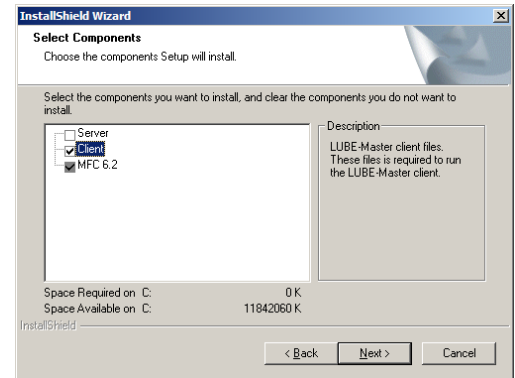 InstallShield Wizard
Select Components
Choose the components Setup will install.
Select the components you want to install, and clear the components you do not want to
install.
Server
Client
MFC 6.2
Description
LUBE-Master client files.
These files is required to run
the LUBE-Master client.
Space Required on C: 0 K
Space Available on C: 11842060 K
InstallShield
< Back Next > Cancel